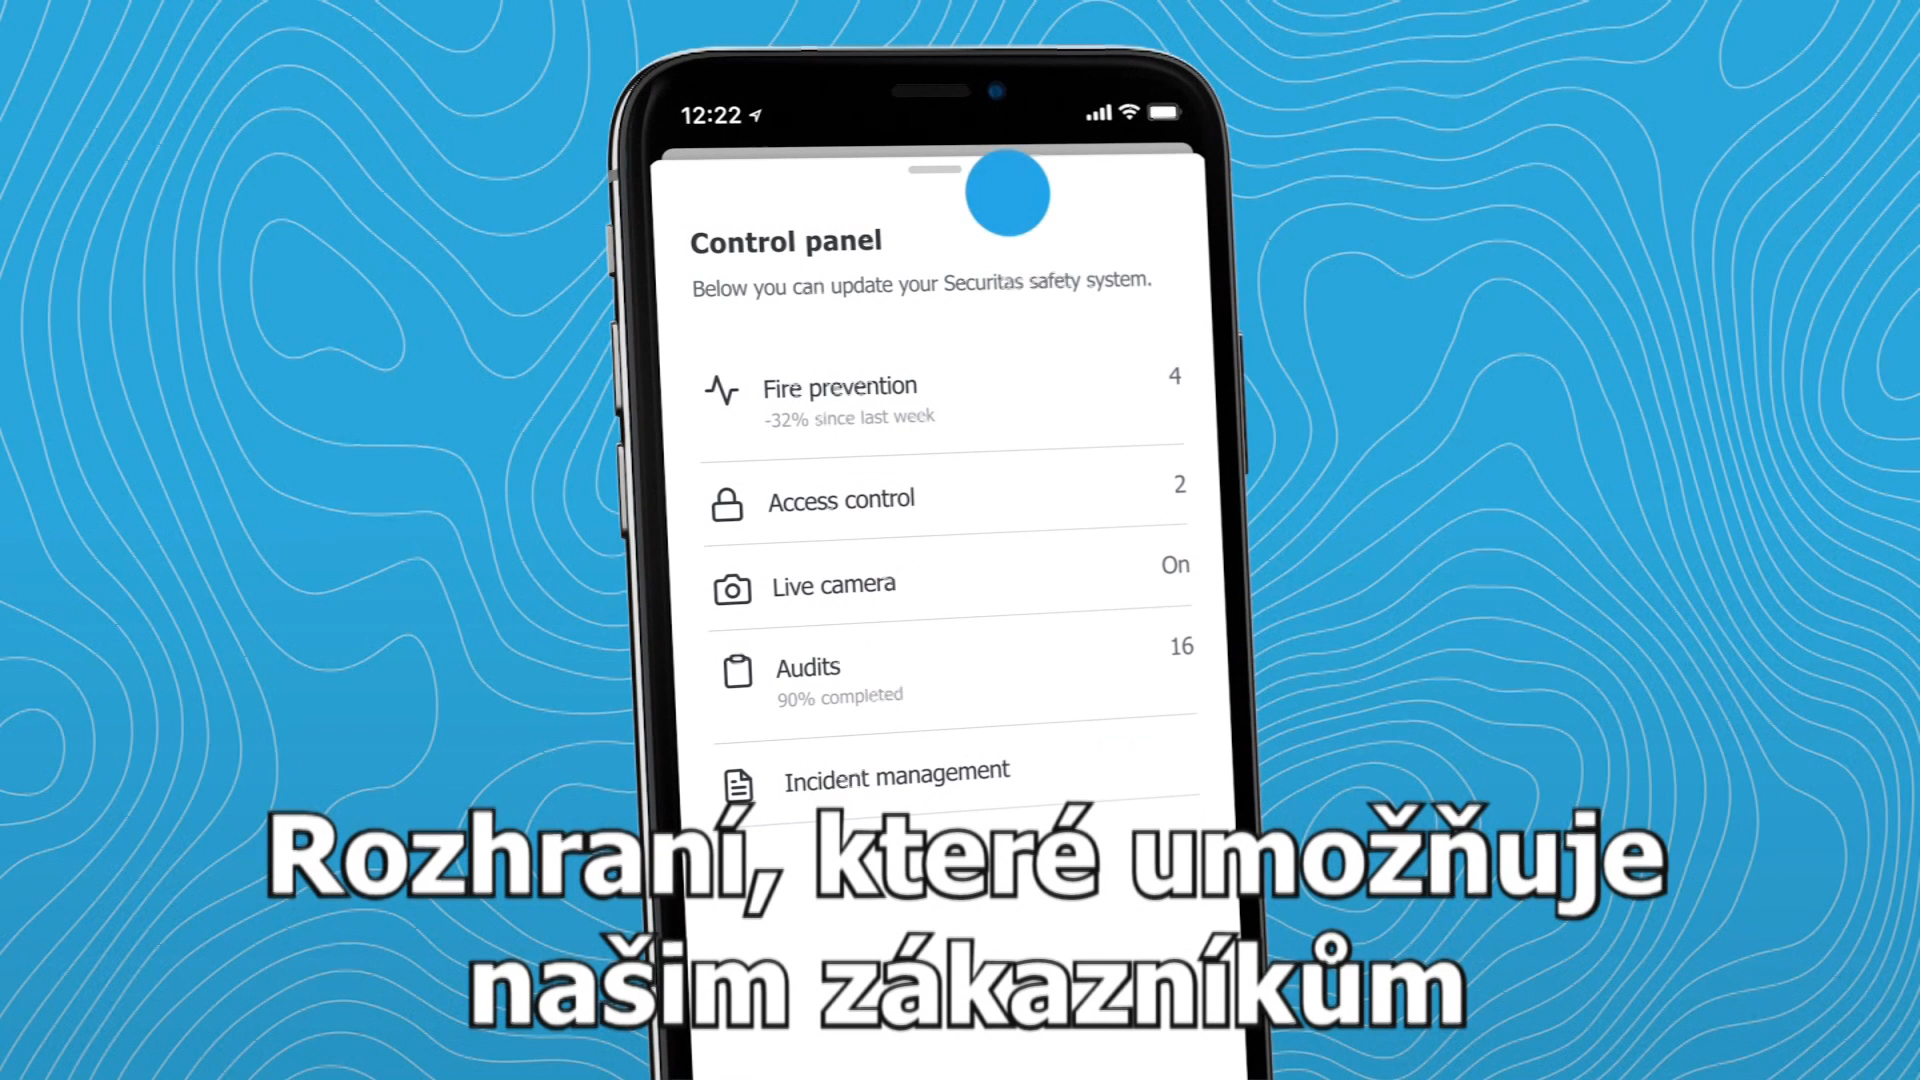 12:22
Control panel
Below you can update your Securitas safety system.
Fire prevention 4
-32% since last week
Access control 2
Live camera On
Audits 16
90% completed
Incident management
Rozhraní, které umožňuje
našim zákazníkům